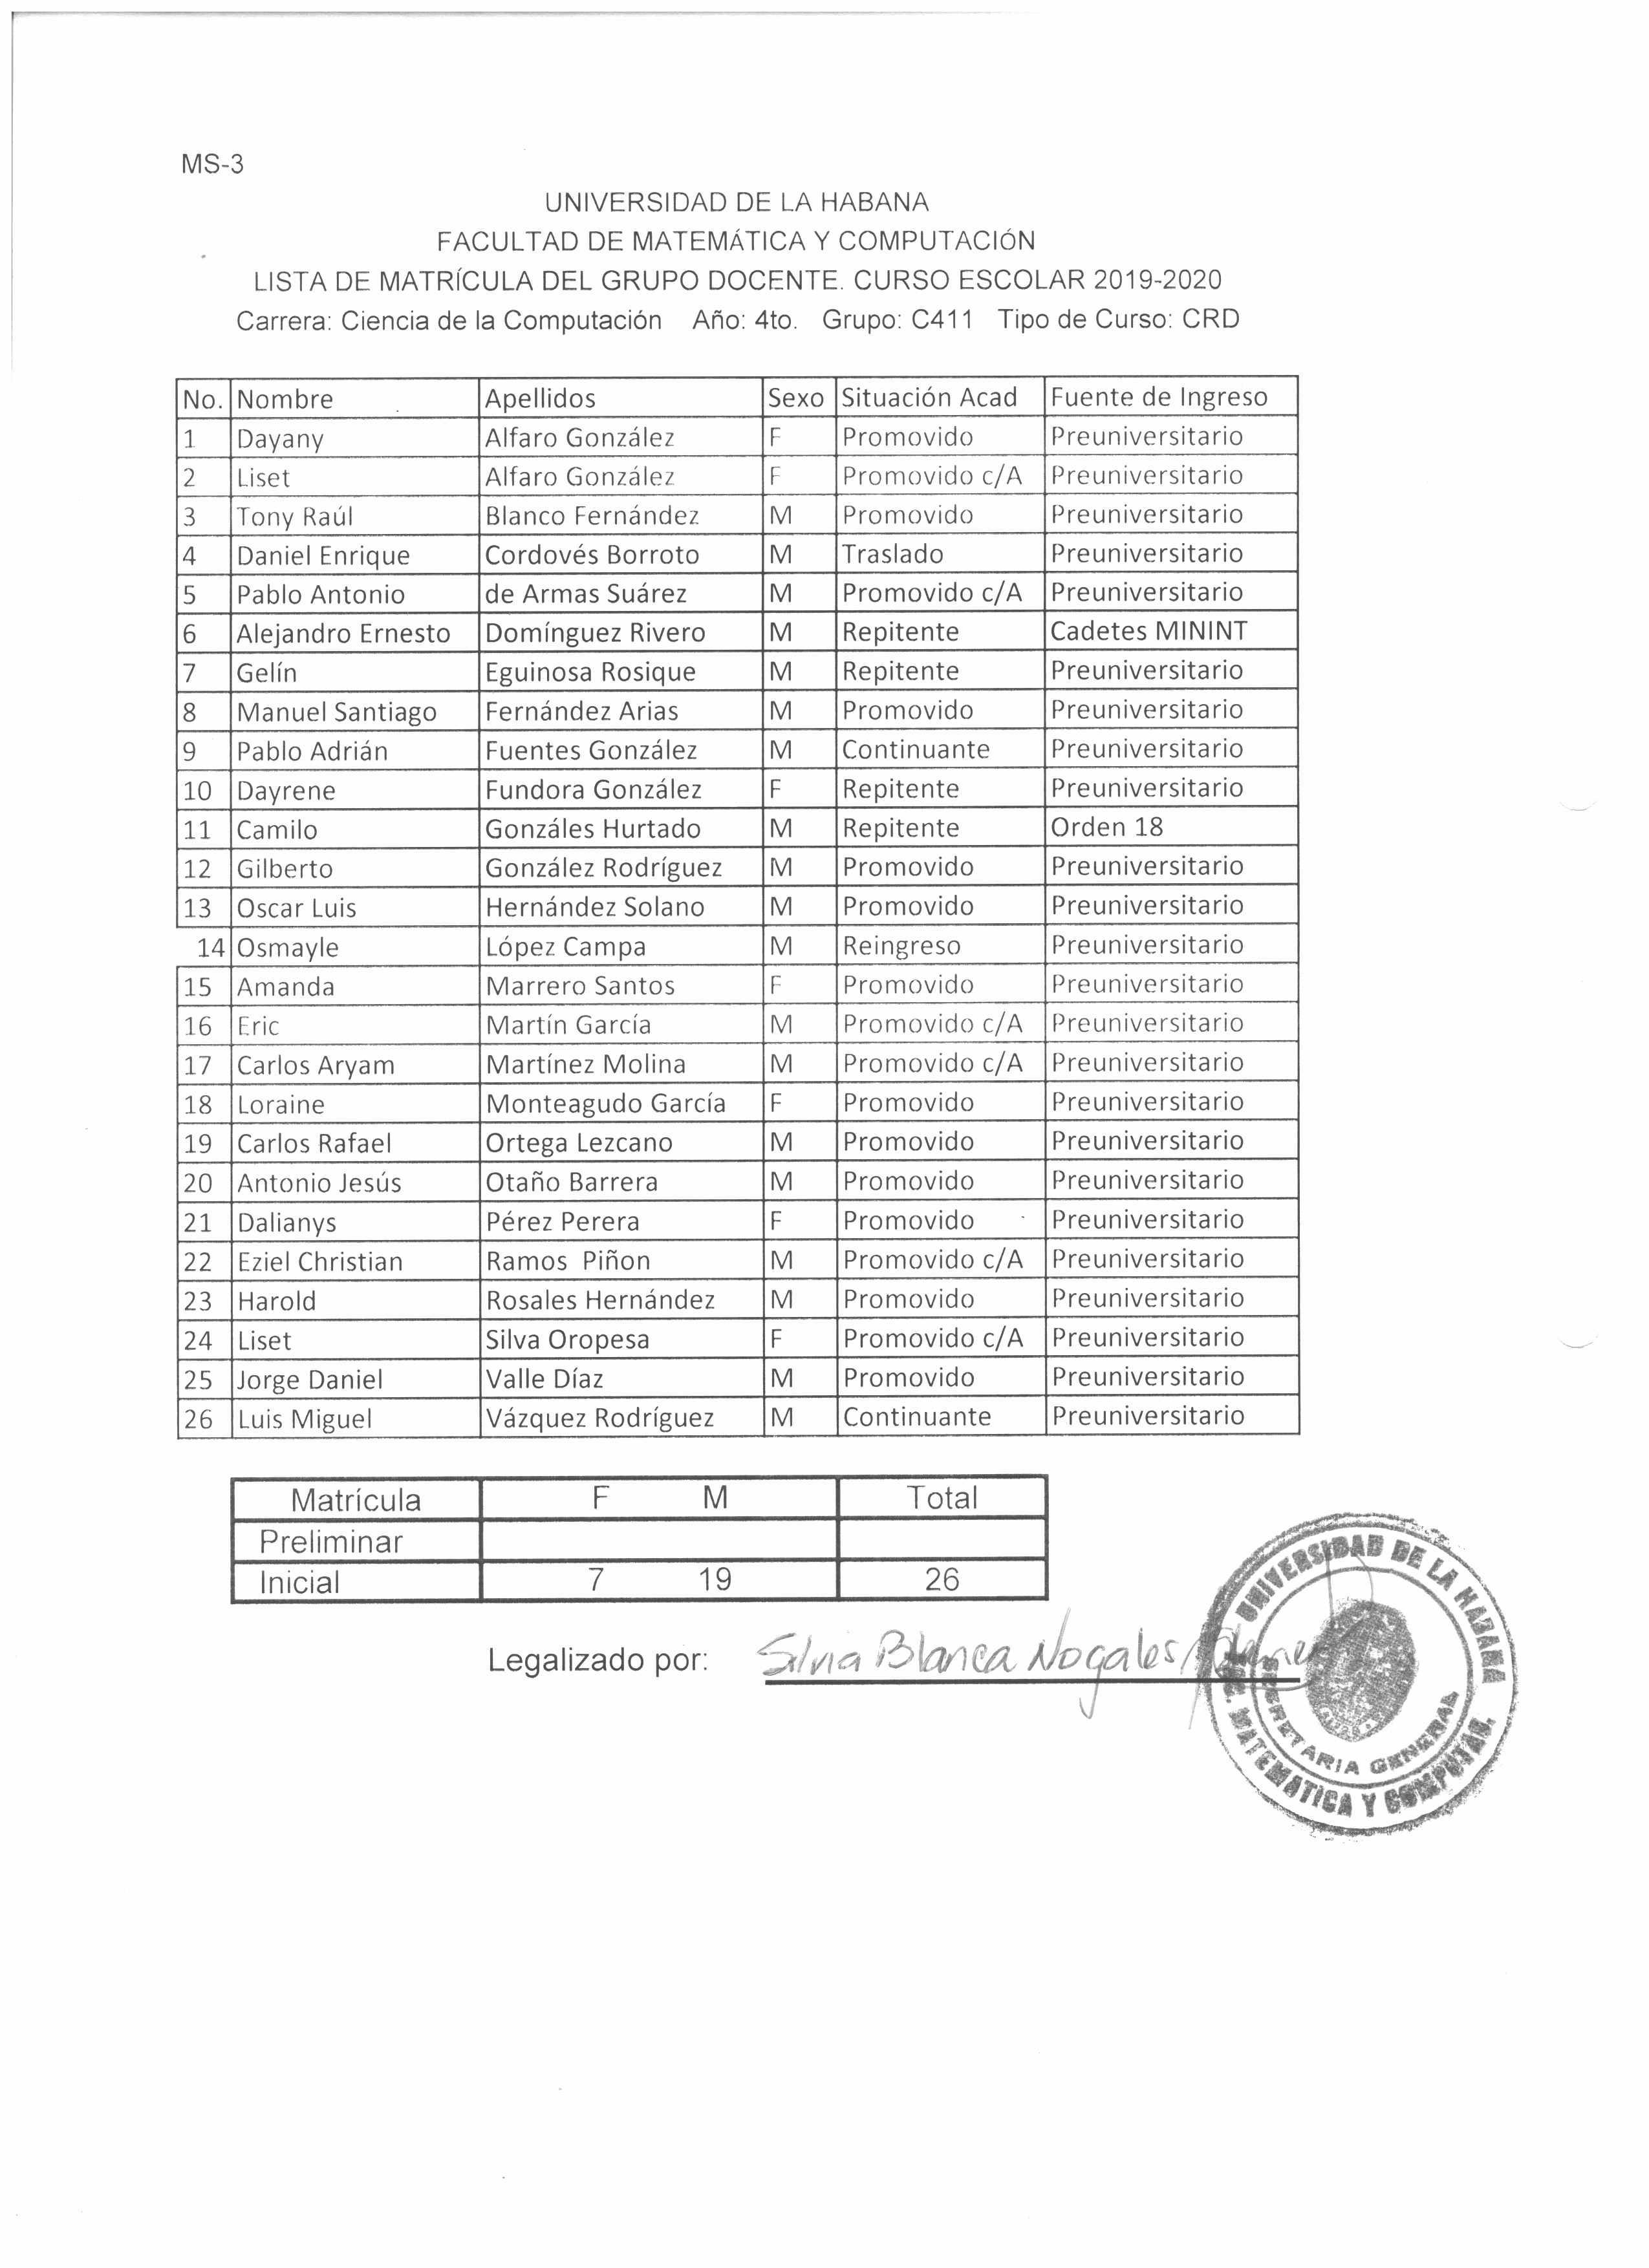 MS-3
UNIVERSIDAD DE LA HABANA
FACULTAD DE MATEMÁTICA Y COMPUTACIÓN
LISTA DE MATRÍCULA DEL GRUPO DOCENTE. CURSO ESCOLAR 2019-2020
Carrera: Ciencia de la Computación Año: 4to. Grupo: C411 Tipo de Curso: CRD
No. Nombre Apellidos Sexo Situación Acad Fuente de Ingreso
1 Dayany Alfaro González F Promovido Preuniversitario
2 Liset Alfaro González F Promovido c/A Preuniversitario
3 Tony Raúl Blanco Fernández M Promovido Preuniversitario
4 Daniel Enrique Cordovés Borroto M Traslado Preuniversitario
5 Pablo Antonio de Armas Suárez M Promovido c/A Preuniversitario
6 Alejandro Ernesto Domínguez Rivero M Repitente Cadetes MININT
7 Gelín Eguinosa Rosique M Repitente Preuniversitario
8 Manuel Santiago Fernández Arias M Promovido Preuniversitario
9 Pablo Adrián Fuentes González M Continuante Preuniversitario
10 Dayrene Fundora González F Repitente Preuniversitario
11 Camilo Gonzáles Hurtado M Repitente Orden 18
12 Gilberto González Rodríguez M Promovido Preuniversitario
13 Oscar Luis Hernández Solano M Promovido Preuniversitario
14 Osmayle López Campa M Reingreso Preuniversitario
15 Amanda Marrero Santos F Promovido Preuniversitario
16 Eric Martín García M Promovido c/A Preuniversitario
17 Carlos Aryam Martínez Molina M Promovido c/A Preuniversitario
18 Loraine Monteagudo García F Promovido Preuniversitario
19 Carlos Rafael Ortega Lezcano M Promovido Preuniversitario
20 Antonio Jesús Otaño Barrera M Promovido Preuniversitario
21 Dalianys Pérez Perera F Promovido Preuniversitario
22 Eziel Christian Ramos Piñon M Promovido c/A Preuniversitario
23 Harold Rosales Hernández M Promovido Preuniversitario
24 Liset Silva Oropesa F Promovido c/A Preuniversitario
25 Jorge Daniel Valle Díaz M Promovido Preuniversitario
26 Luis Miguel Vázquez Rodríguez M Continuante Preuniversitario
Matrícula F M Total
Preliminar
Inicial 7 19 26
Legalizado por: Silvia Blanca Nogales
UNIVERSIDAD DE LA HABANA
SECRETARIA GENERAL
MATEMATICA Y COMPUTAC.